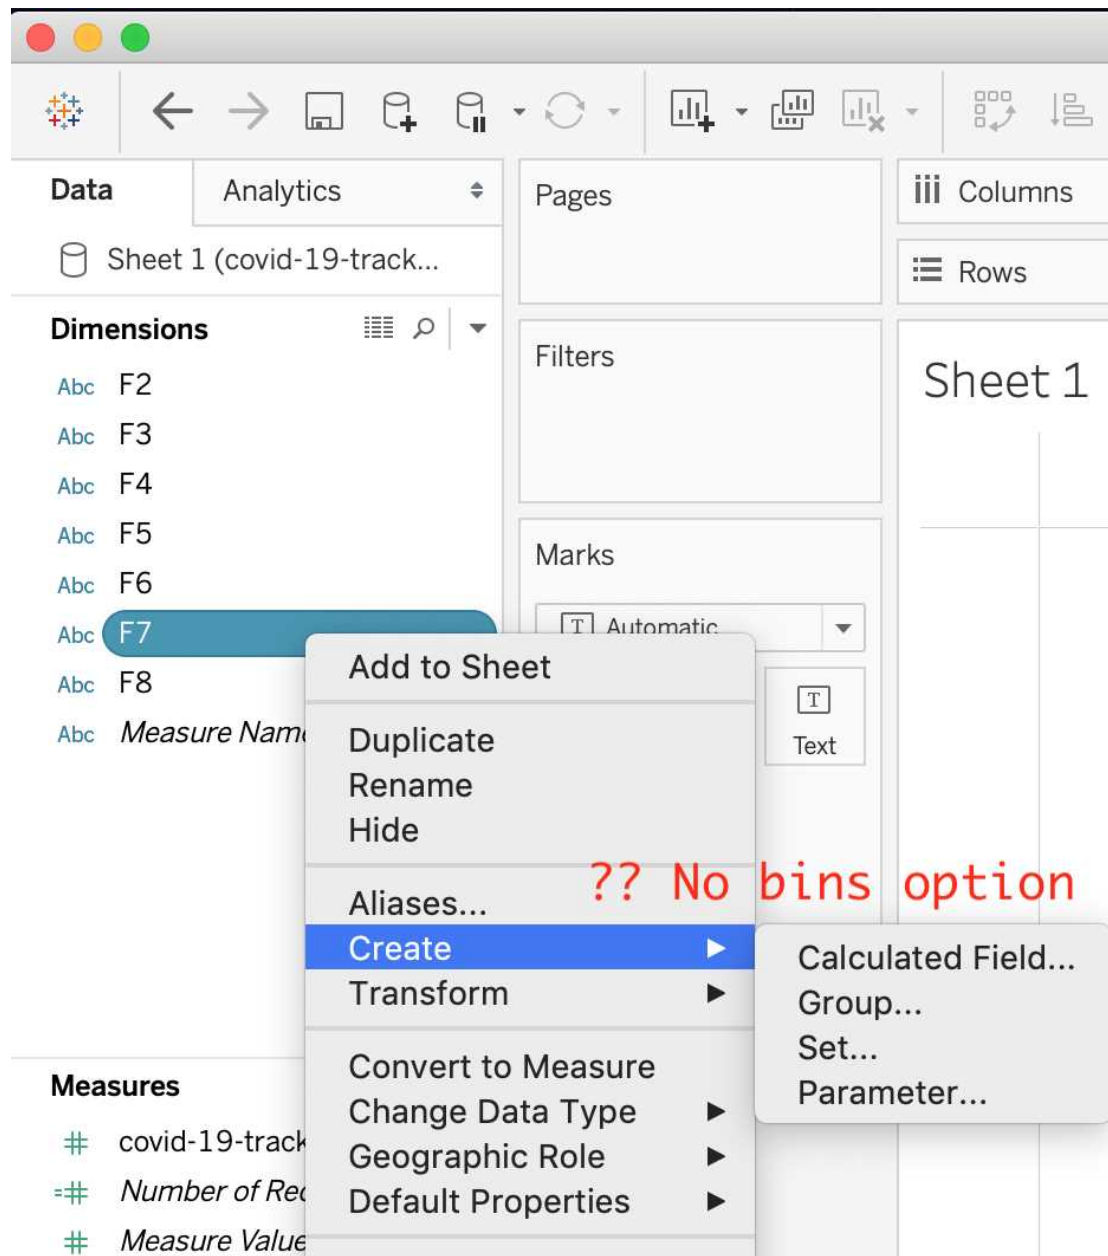 Data
Analytics
Pages
Columns
Sheet 1 (covid-19-track...
Rows
Dimensions
Filters
Sheet 1
Abc F2
Abc F3
Abc F4
Abc F5
Marks
Abc F6
Abc F7
T Automatic
Abc F8
T
Text
Abc Measure Name
Add to Sheet
Duplicate
Rename
Hide
?? No bins option
Aliases...
Create
Transform
Calculated Field...
Group...
Set...
Parameter...
Convert to Measure
Change Data Type
Geographic Role
Default Properties
Measures
# covid-19-track
=# Number of Rec
# Measure Value